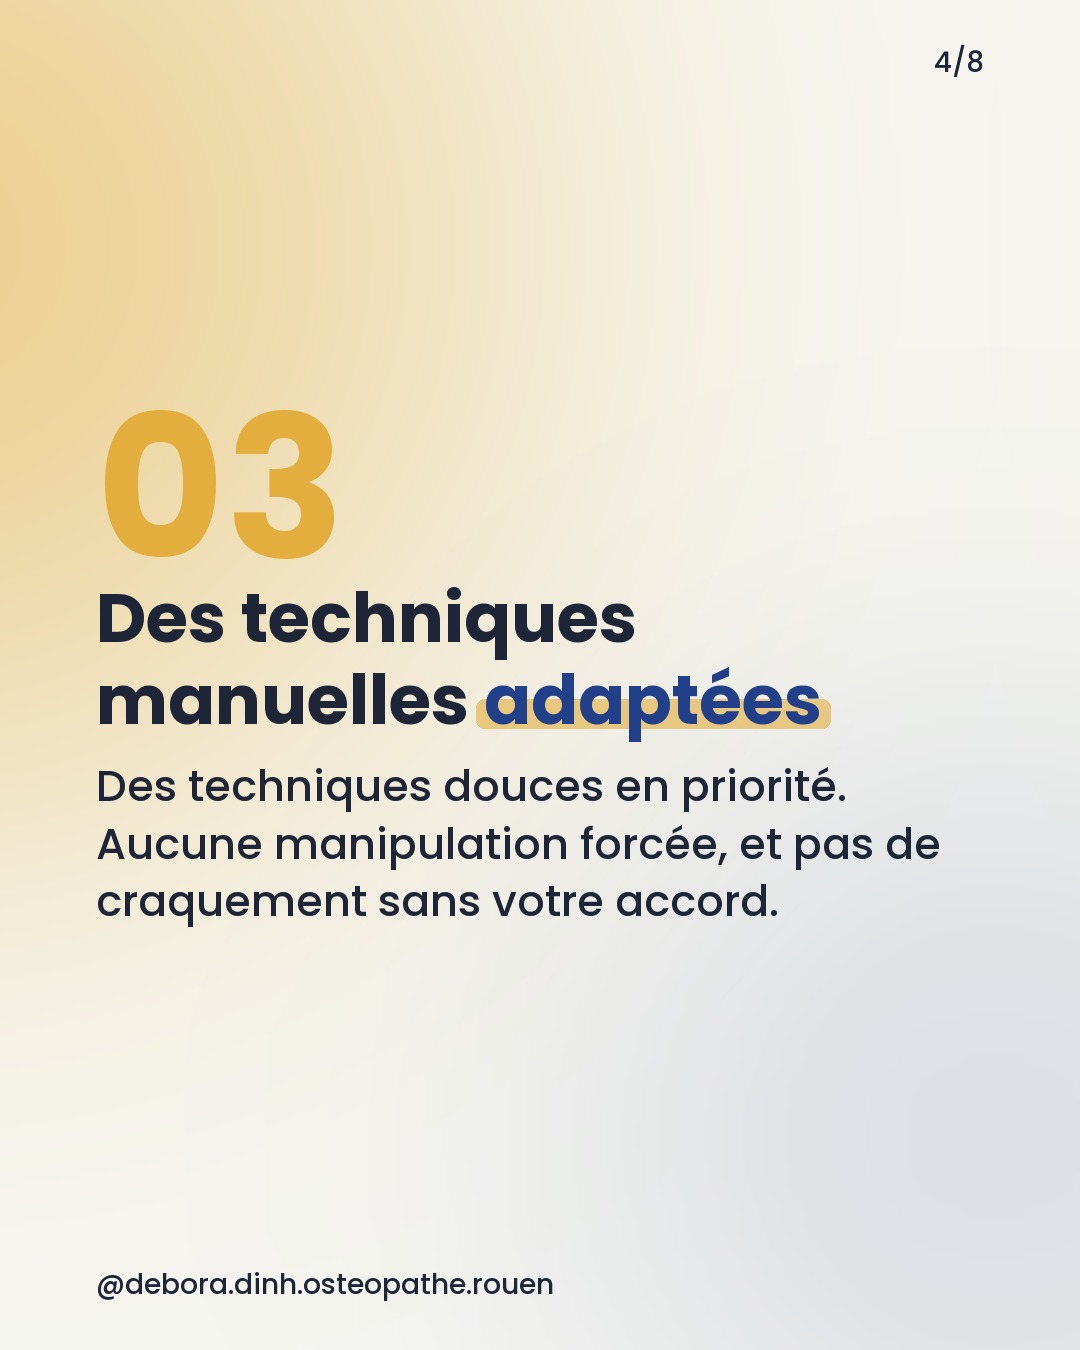 4/8
03
Des techniques
manuelles adaptées
Des techniques douces en priorité.
Aucune manipulation forcée, et pas de
craquement sans votre accord.
@debora.dinh.osteopathe.rouen